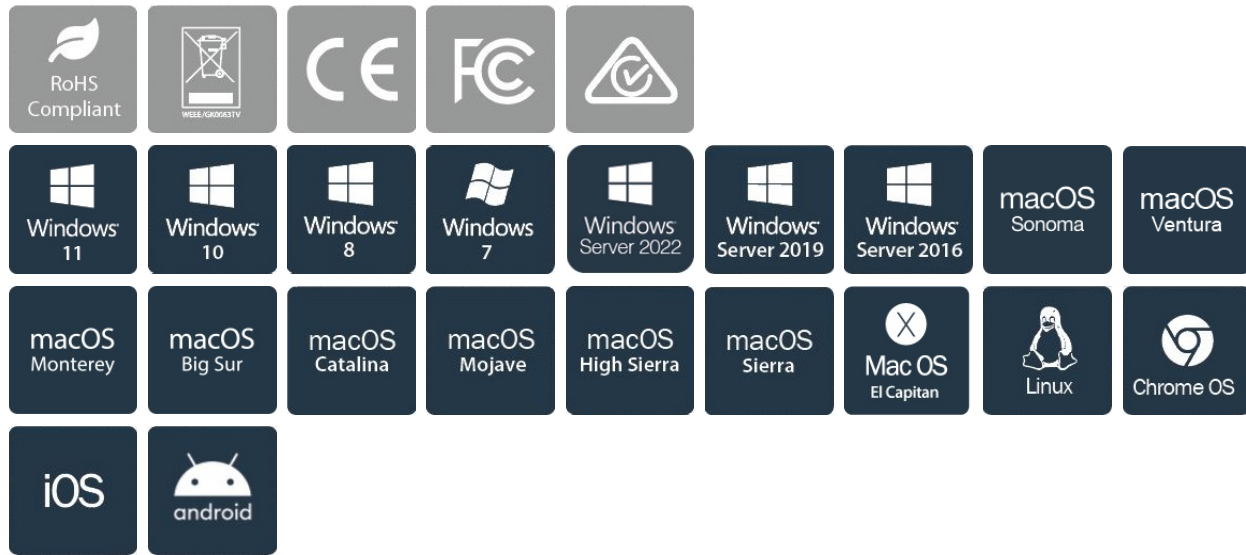 RoHS
Compliant
WEEE/GK0083TV
CE
FC
Windows
11
Windows
10
Windows
8
Windows
7
Windows
Server 2022
Windows
Server 2019
Windows
Server 2016
macOS
Sonoma
macOS
Ventura
macOS
Monterey
macOS
Big Sur
macOS
Catalina
macOS
Mojave
macOS
High Sierra
macOS
Sierra
X
Mac OS
El Capitan
Linux
Chrome OS
iOS
android